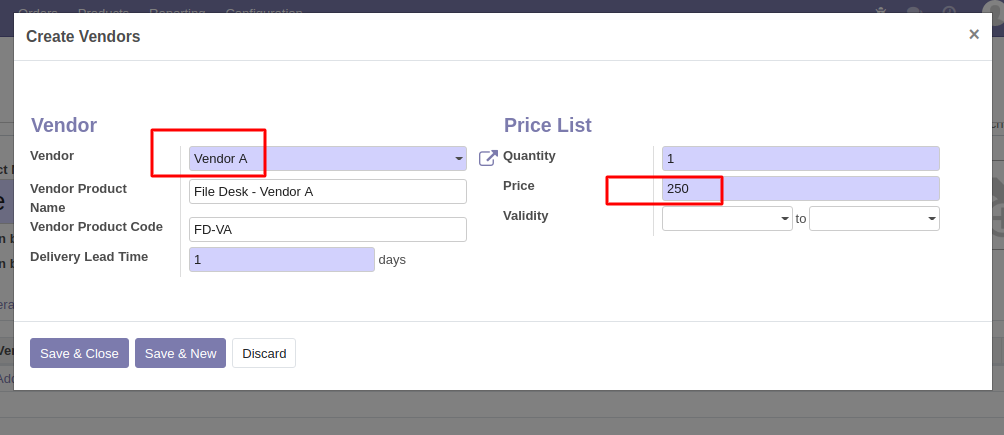 Orders Products Reporting Configuration
Create Vendors ×
Vendor
Vendor Vendor A
Vendor Product Name File Desk - Vendor A
Vendor Product Code FD-VA
Delivery Lead Time 1 days
Price List
Quantity 1
Price 250
Validity to
Save & Close Save & New Discard